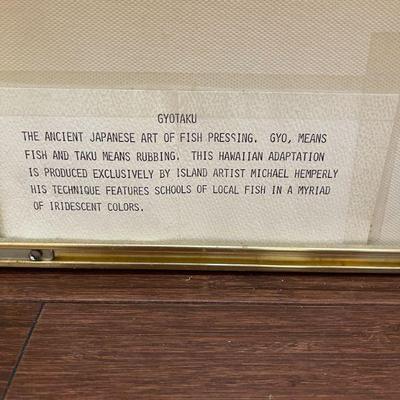 GYOTAKU
THE ANCIENT JAPANESE ART OF FISH PRESSING. GYO, MEANS
FISH AND TAKU MEANS RUBBING. THIS HAWAIIAN ADAPTATION
IS PRODUCED EXCLUSIVELY BY ISLAND ARTIST MICHAEL HEMPERLY
HIS TECHNIQUE FEATURES SCHOOLS OF LOCAL FISH IN A MYRIAD
OF IRIDESCENT COLORS.